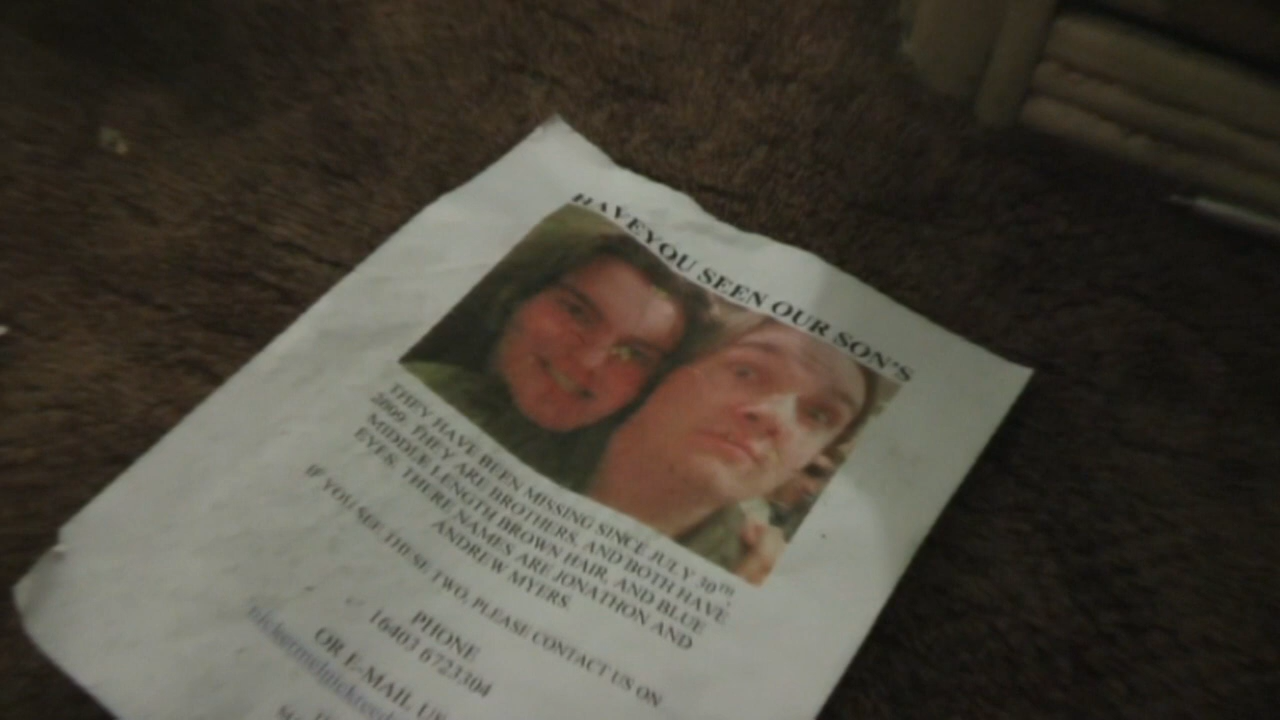 HAVEYOU SEEN OUR SON'S
THEY HAVE BEEN MISSING SINCE JULY 30TH
2009. THEY ARE BROTHERS, AND BOTH HAVE
MIDDLE LENGTH BROWN HAIR, AND BLUE
EYES. THERE NAMES ARE JONATHON AND
ANDREW MYERS.
IF YOU SEE THESE TWO, PLEASE CONTACT US ON
PHONE
16403 6723304
OR E-MAIL US